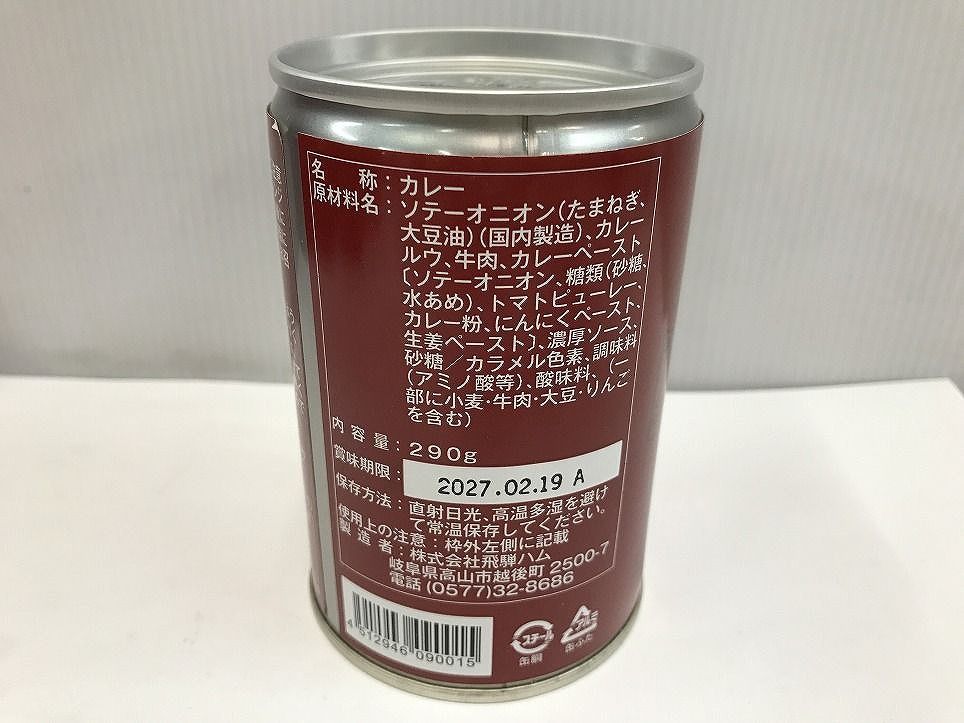 名 称：カレー
原材料名：ソテーオニオン(たまねぎ、
大豆油)(国内製造)、カレー
ルウ、牛肉、カレーペースト
〔ソテーオニオン、糖類(砂糖、
水あめ)、トマトピューレー、
カレー粉、にんにくペースト、
生姜ペースト〕、濃厚ソース、
砂糖／カラメル色素、調味料
(アミノ酸等)、酸味料、(一
部に小麦・牛肉・大豆・りんご
を含む)
内 容 量：290g
賞味期限：
2027.02.19 A
保存方法：直射日光、高温多湿を避け
て常温保存してください。
使用上の注意：枠外左側に記載
製 造 者：株式会社飛騨ハム
岐阜県高山市越後町2500-7
電話(0577)32-8686
4 512946 090015
スチール
缶胴
アルミ
缶ふた